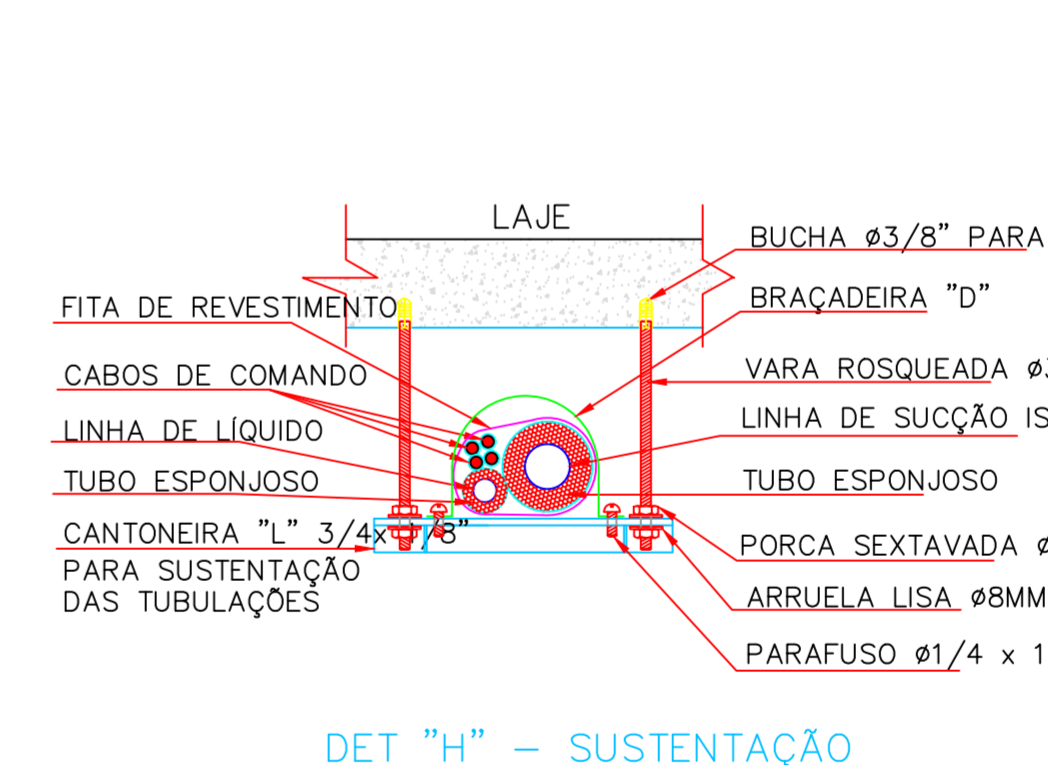 LAJE
BUCHA ø3/8" PARA
BRAÇADEIRA "D"
FITA DE REVESTIMENTO
VARA ROSQUEADA
CABOS DE COMANDO
LINHA DE SUCÇÃO
LINHA DE LÍQUIDO
TUBO ESPONJOSO
TUBO ESPONJOSO
CANTONEIRA "L" 3/4x 1/8"
PARA SUSTENTAÇÃO
DAS TUBULAÇÕES
PORCA SEXTAVADA
ARRUELA LISA ø8MM
PARAFUSO ø1/4 x 1
DET "H" – SUSTENTAÇÃO